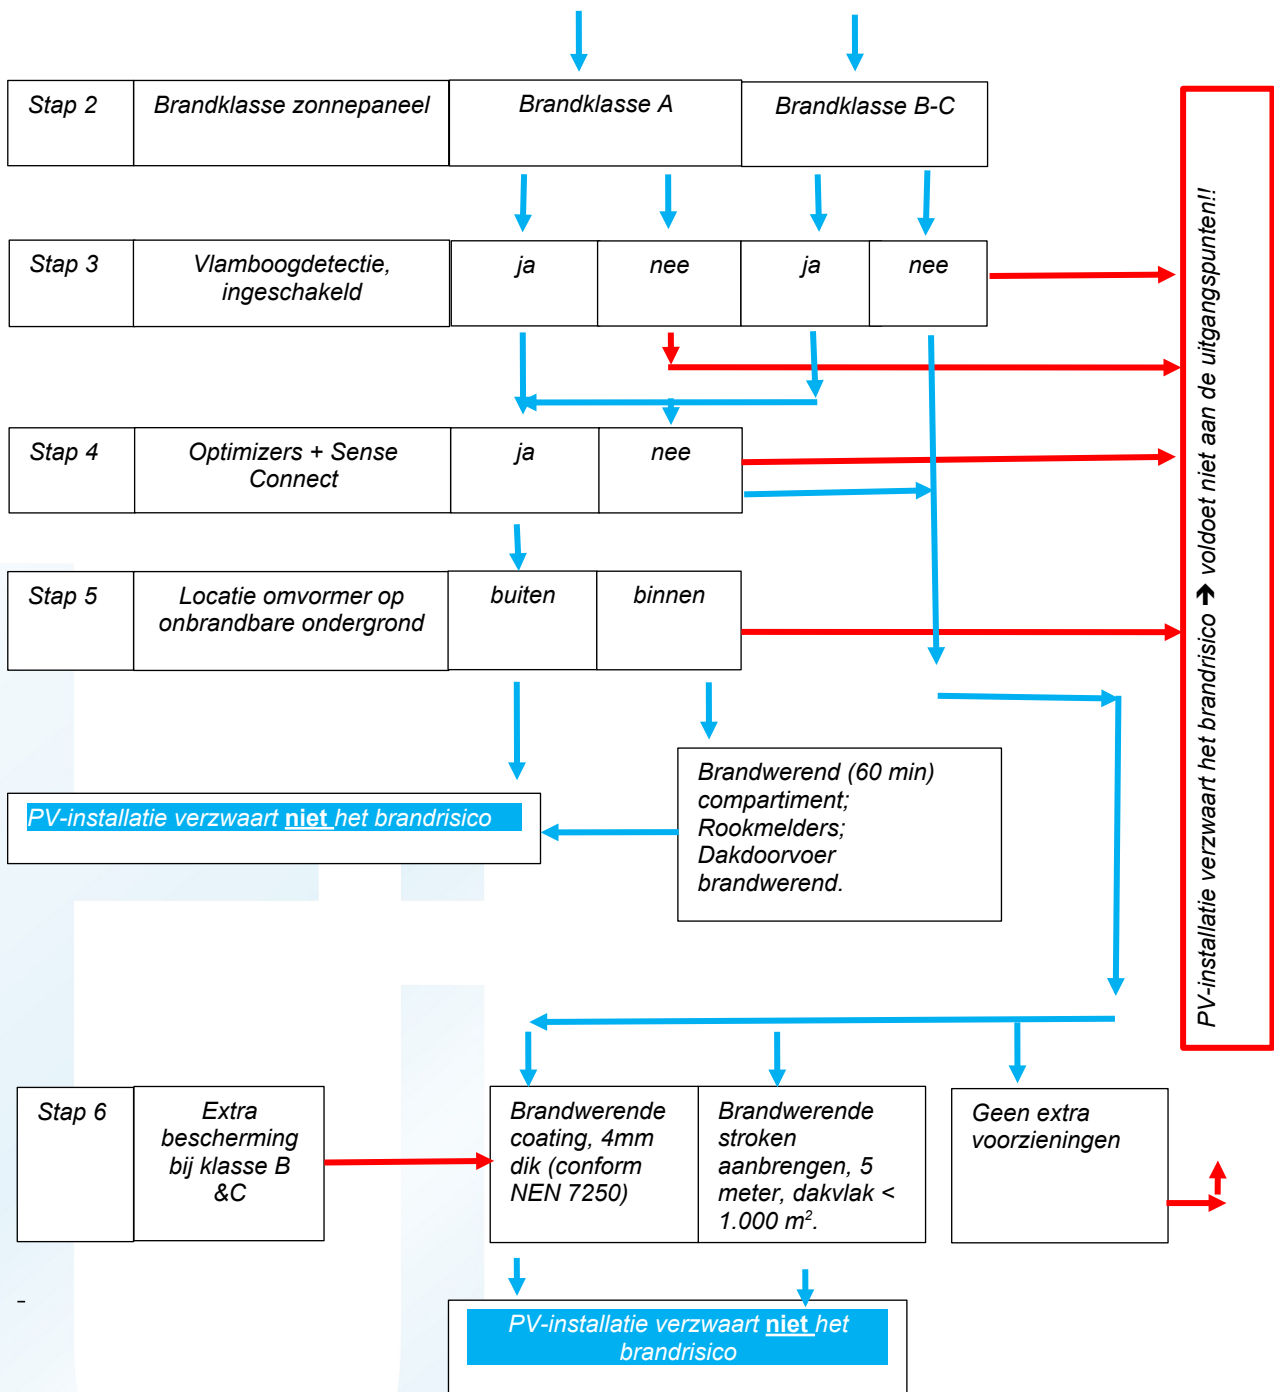 Stap 2
Brandklasse zonnepaneel
Brandklasse A
Brandklasse B-C
Stap 3
Vlamboogdetectie,
ingeschakeld
ja
nee
ja
nee
Stap 4
Optimizers + Sense
Connect
ja
nee
Stap 5
Locatie omvormer op
onbrandbare ondergrond
buiten
binnen
PV-installatie verzwaart het brandrisico ➔ voldoet niet aan de uitgangspunten!!
Brandwerend (60 min)
compartiment;
Rookmelders;
Dakdoorvoer
brandwerend.
PV-installatie verzwaart niet het brandrisico
Stap 6
Extra
bescherming
bij klasse B
&C
Brandwerende
coating, 4mm
dik (conform
NEN 7250)
Brandwerende
stroken
aanbrengen, 5
meter, dakvlak <
1.000 m².
Geen extra
voorzieningen
-
PV-installatie verzwaart niet het
brandrisico